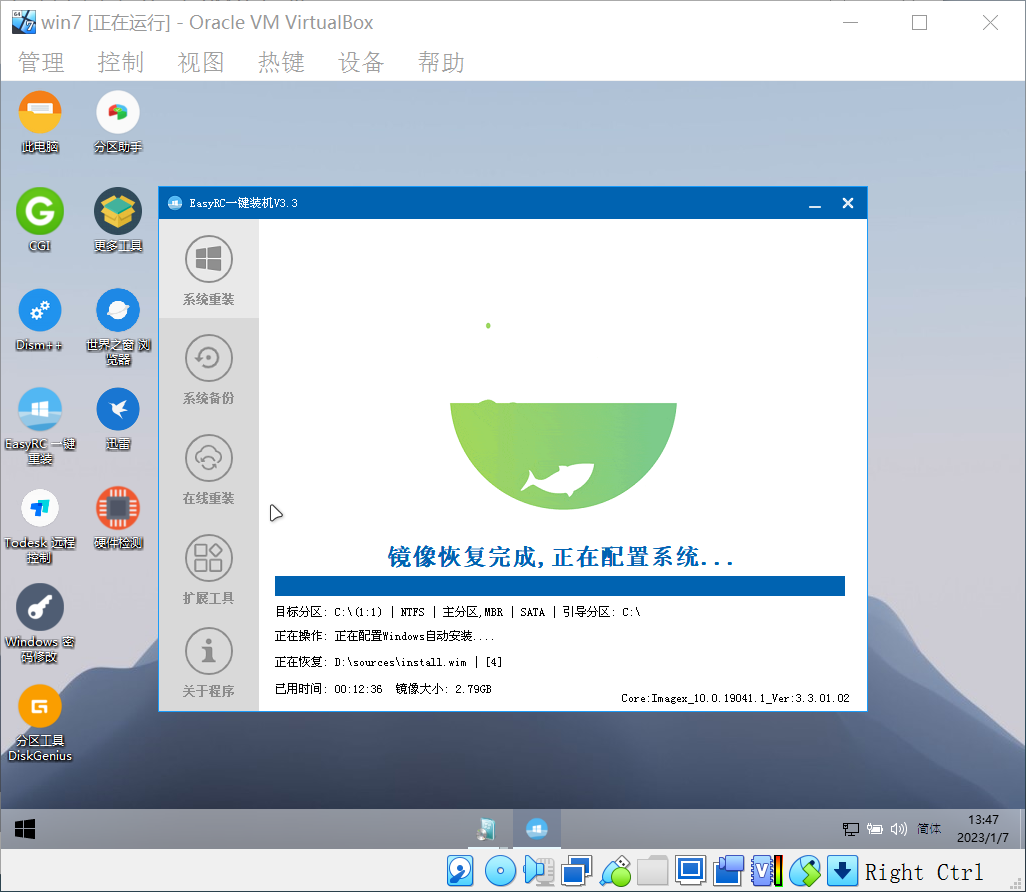 win7 [正在运行] - Oracle VM VirtualBox
管理 控制 视图 热键 设备 帮助
此电脑
分区助手
CGI
更多工具
Dism++
世界之窗 浏
览器
EasyRC 一键
重装
迅雷
Todesk 远程
控制
硬件检测
Windows 密
码修改
分区工具
DiskGenius
EasyRC一键装机V3.3
系统重装
系统备份
在线重装
扩展工具
关于程序
镜像恢复完成,正在配置系统...
目标分区: C:\(1:1) | NTFS | 主分区,MBR | SATA | 引导分区: C:\
正在操作: 正在配置Windows自动安装....
正在恢复: D:\sources\install.wim | [4]
已用时间: 00:12:36 镜像大小: 2.79GB
Core:Imagex_10.0.19041.1_Ver:3.3.01.02
简体
13:47
2023/1/7
Right Ctrl